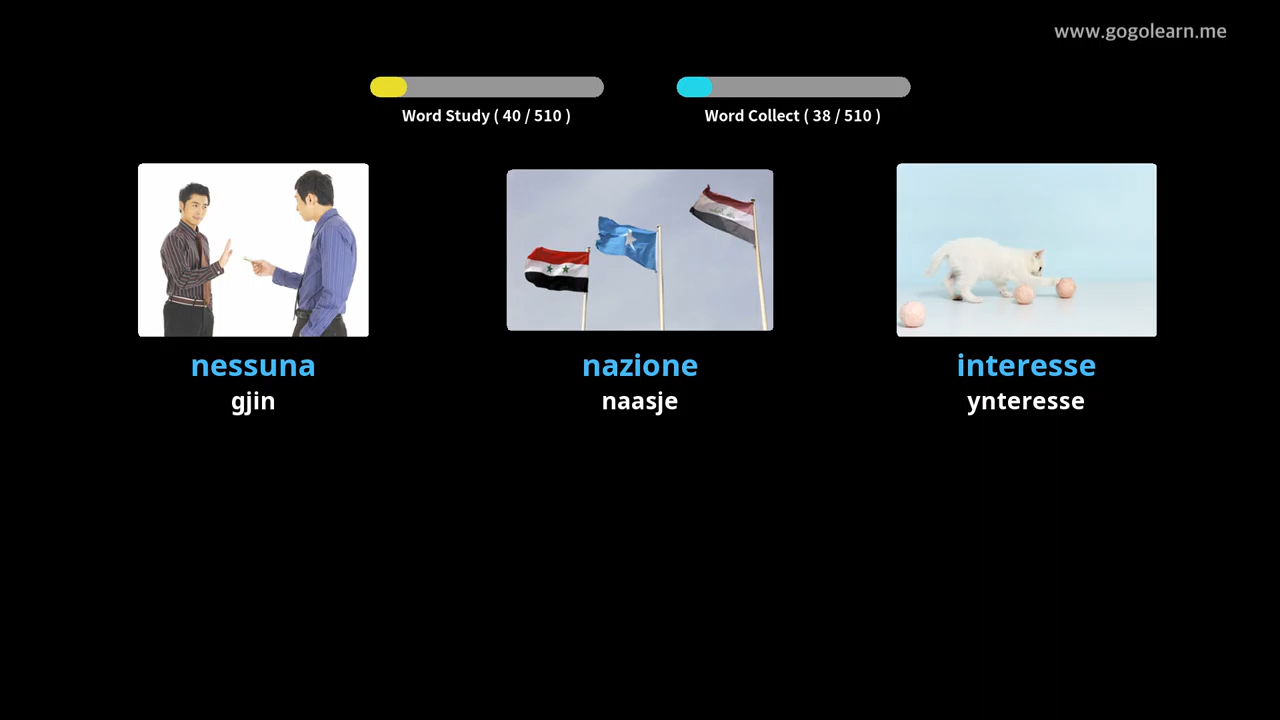 www.gogolearn.me
Word Study ( 40 / 510 )
Word Collect ( 38 / 510 )
nessuna
gjin
nazione
naasje
interesse
ynteresse